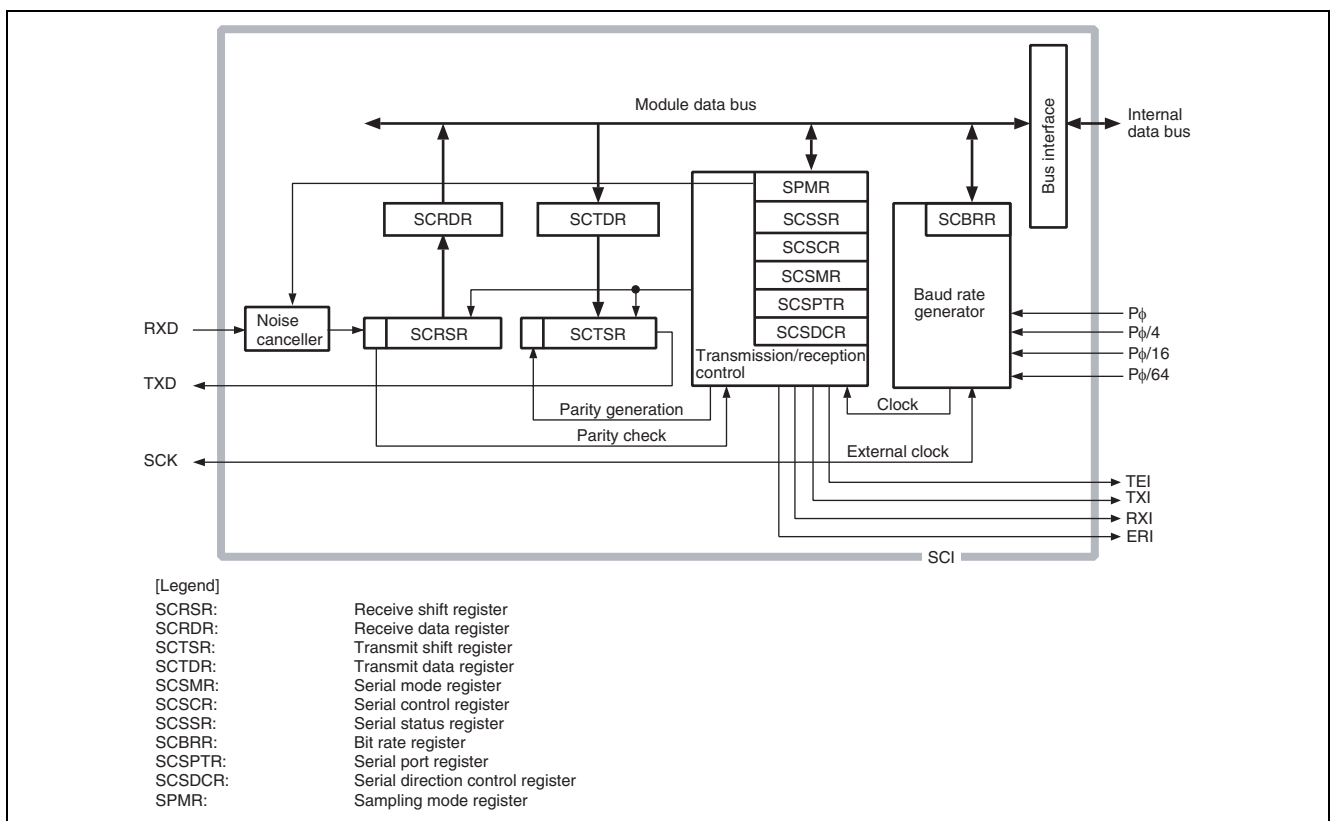 Module data bus
Bus interface
Internal
data bus
SCRDR
SCTDR
SPMR
SCSSR
SCSCR
SCSMR
SCSPTR
SCSDCR
Transmission/reception
control
SCBRR
Baud rate
generator
RXD
Noise
canceller
SCRSR
SCTSR
Pϕ
Pϕ/4
Pϕ/16
Pϕ/64
TXD
Parity generation
Clock
Parity check
SCK
External clock
TEI
TXI
RXI
ERI
SCI
[Legend]
SCRSR: Receive shift register
SCRDR: Receive data register
SCTSR: Transmit shift register
SCTDR: Transmit data register
SCSMR: Serial mode register
SCSCR: Serial control register
SCSSR: Serial status register
SCBRR: Bit rate register
SCSPTR: Serial port register
SCSDCR: Serial direction control register
SPMR: Sampling mode register